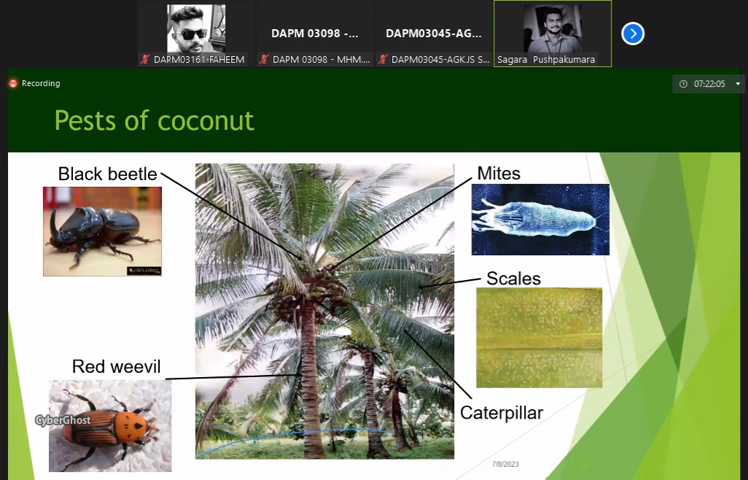 DAPM 03098 -...
DAPM03045-AG...
DAPM03161-FAHEEM
DAPM 03098 - MHM....
DAPM03045-AGKJS S...
Sagara Pushpakumara
Recording
07:22:05
Pests of coconut
Black beetle
Mites
Scales
Red weevil
CyberGhost
Caterpillar
7/8/2023